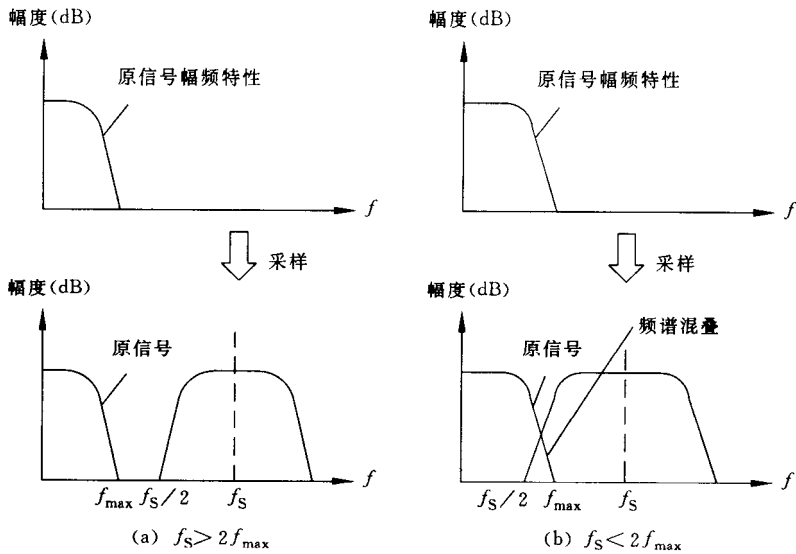 幅度(dB)
原信号幅频特性
f
采样
幅度(dB)
原信号
f
fmax fS/2 fS
(a) fS>2fmax
幅度(dB)
原信号幅频特性
f
采样
幅度(dB)
频谱混叠
原信号
f
fS/2 fmax fS
(b) fS<2fmax